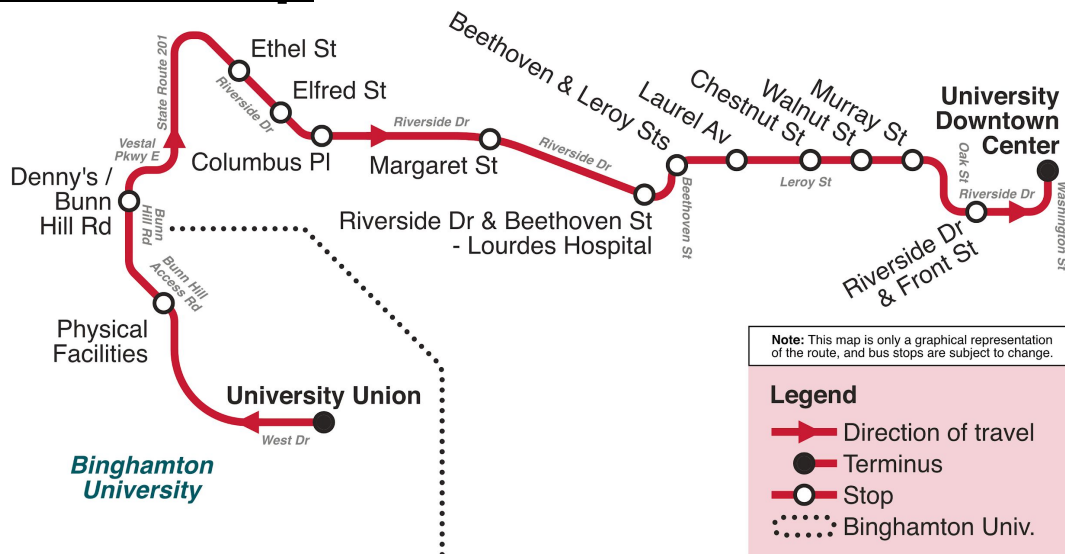 Ethel St
State Route 201
Riverside Dr
Elfred St
Vestal
Pkwy E
Columbus Pl
Riverside Dr
Margaret St
Riverside Dr
Beethoven & Leroy Sts
Laurel Av
Chestnut St
Walnut St
Murray St
University
Downtown
Center
Denny's /
Bunn
Hill Rd
Bunn
Hill Rd
Riverside Dr & Beethoven St
- Lourdes Hospital
Beethoven St
Leroy St
Oak St
Riverside Dr
Washington St
Riverside Dr
& Front St
Bunn Hill
Access Rd
Physical
Facilities
University Union
West Dr
Binghamton
University
Note: This map is only a graphical representation
of the route, and bus stops are subject to change.
Legend
Direction of travel
Terminus
Stop
Binghamton Univ.